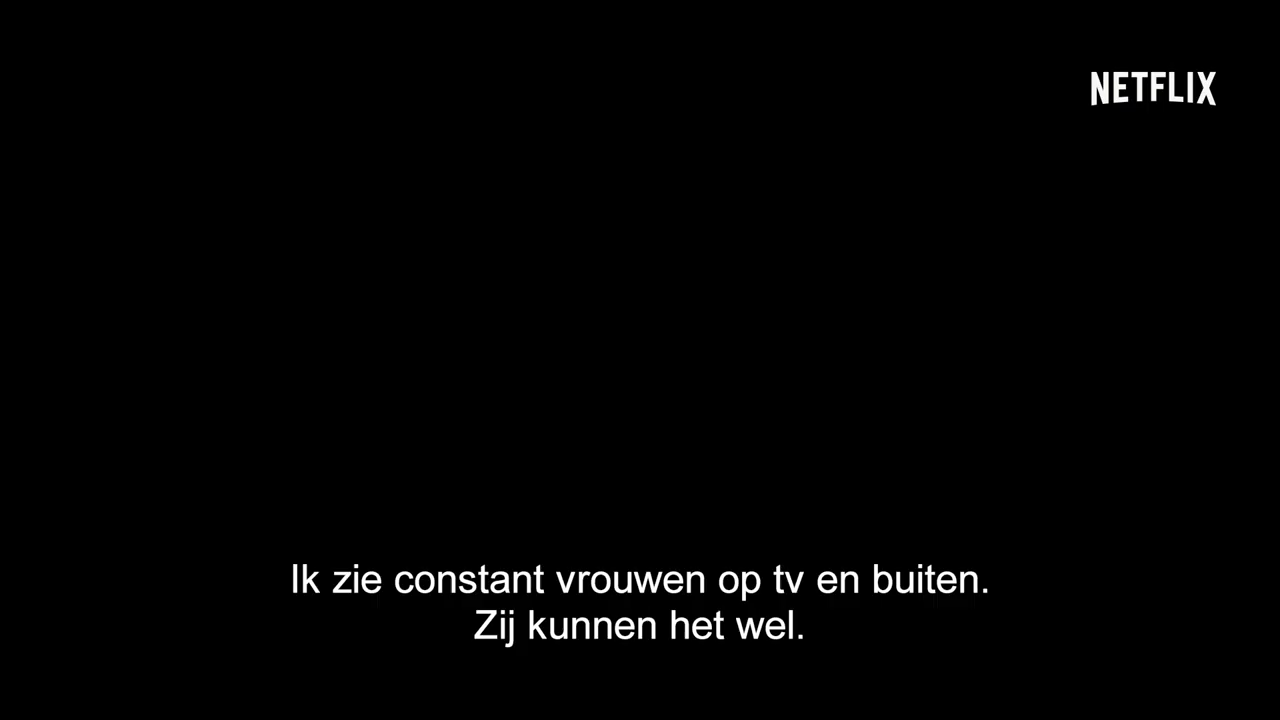 NETFLIX
Ik zie constant vrouwen op tv en buiten.
Zij kunnen het wel.